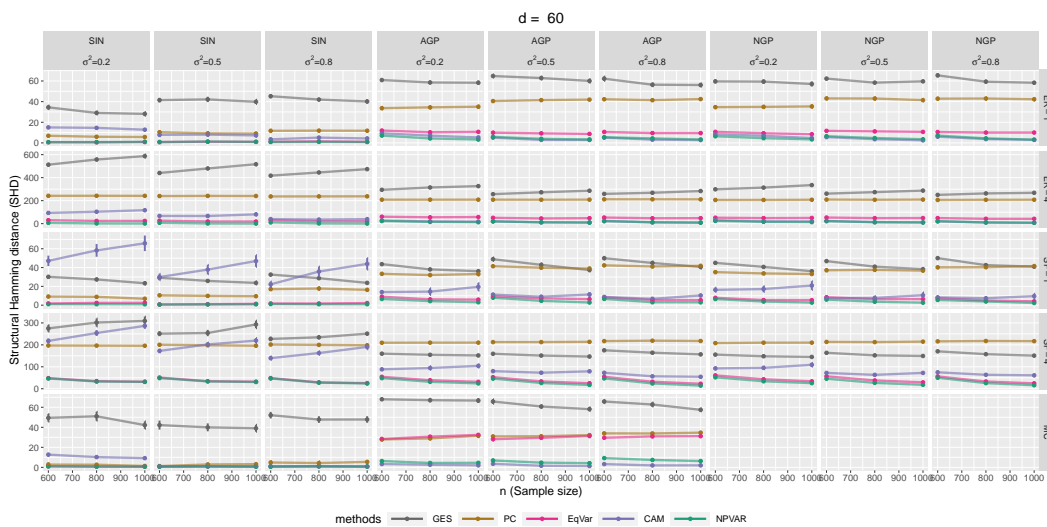 d = 60
SIN SIN SIN AGP AGP AGP NGP NGP NGP
σ²=0.2 σ²=0.5 σ²=0.8 σ²=0.2 σ²=0.5 σ²=0.8 σ²=0.2 σ²=0.5 σ²=0.8
Structural Hamming distance (SHD)
60
40
20
0
600
400
200
0
60
40
20
0
300
200
100
0
60
40
20
0
600 700 800 900 1000
n (Sample size)
methods GES PC EqVar CAM NPVAR